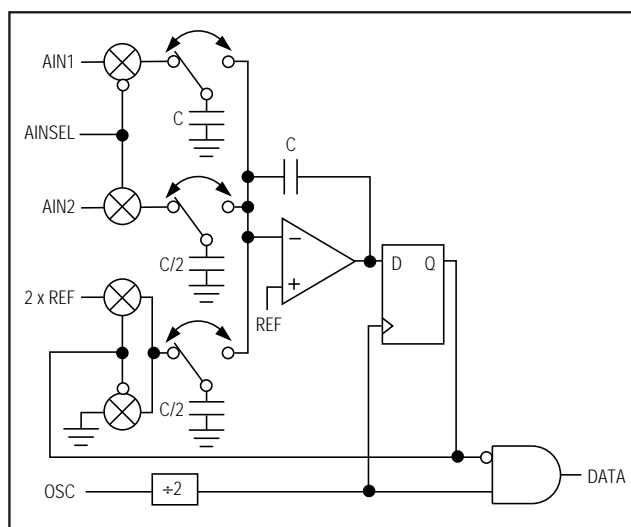 AIN1
C
AINSEL
C
AIN2
C/2
− 
+
D Q
2 x REF
REF
C/2
OSC
÷2
DATA